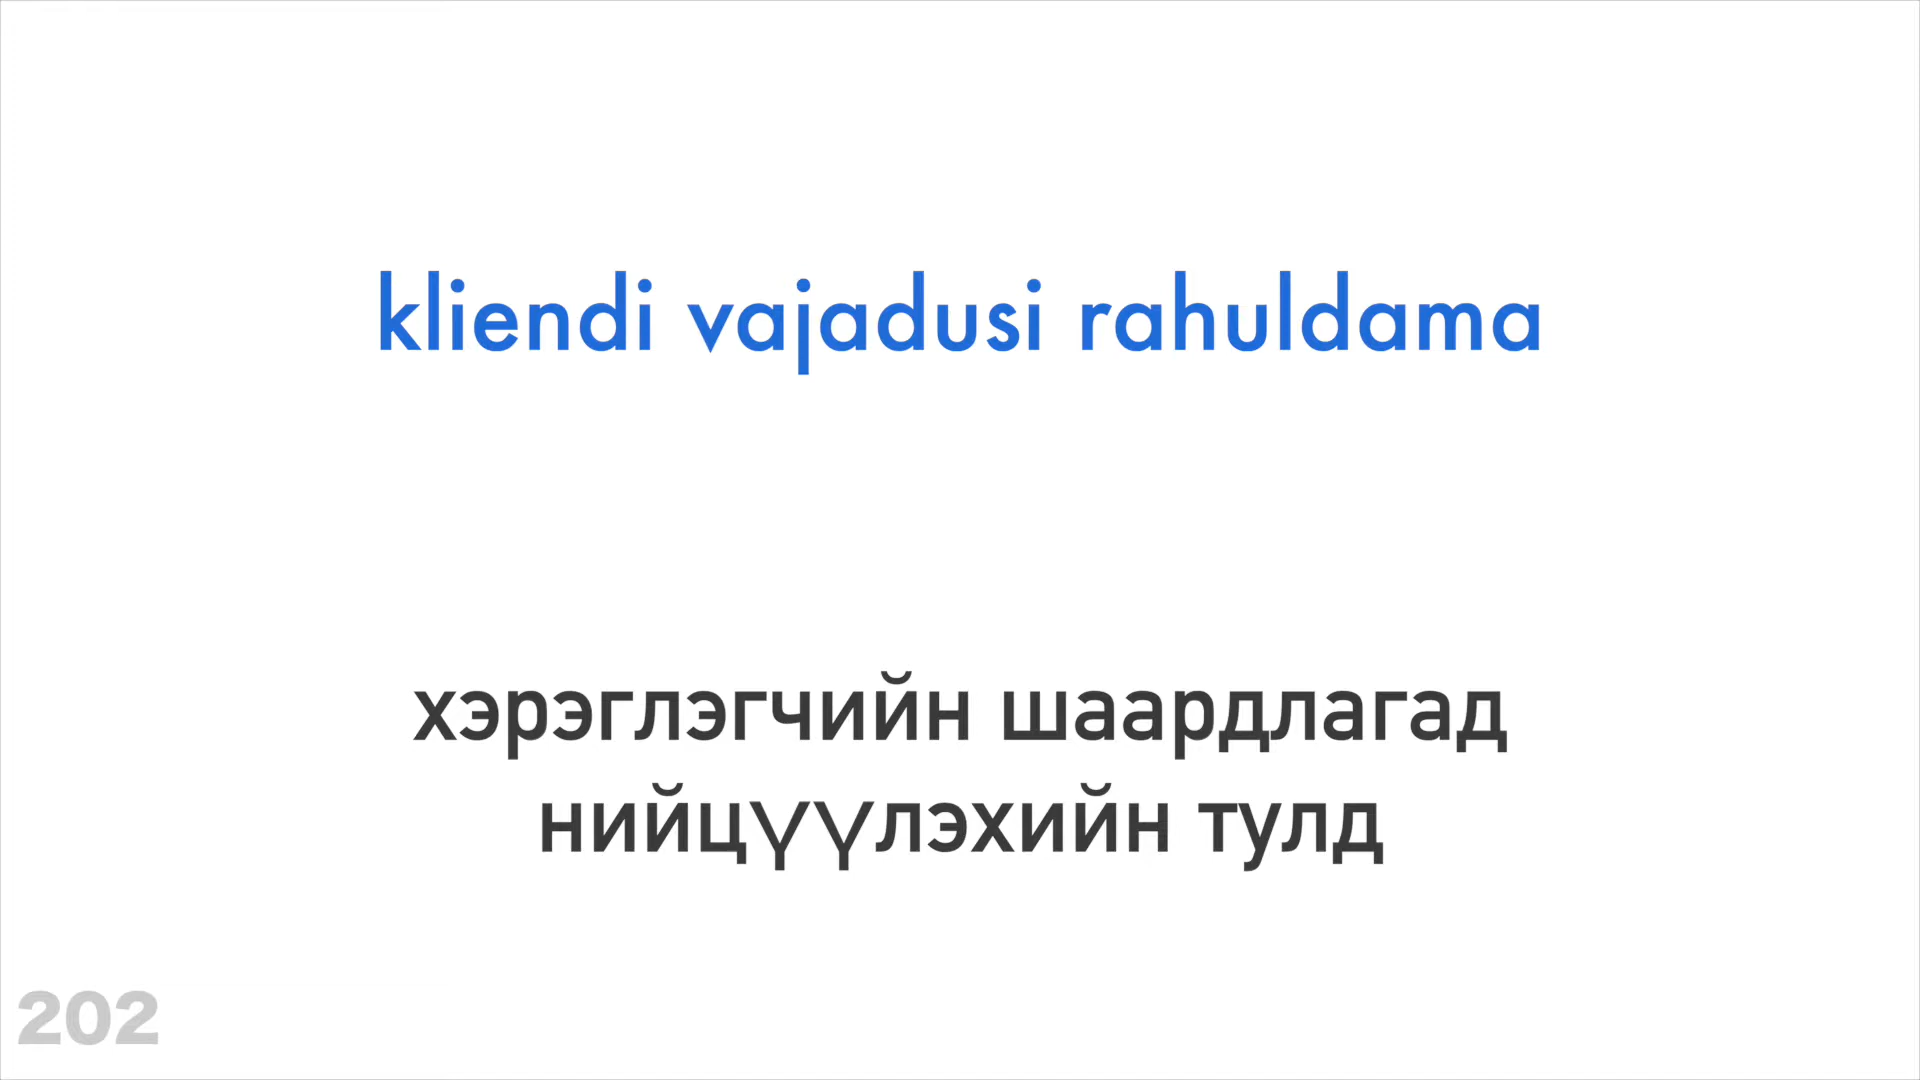 kliendi vajadusi rahuldama
хэрэглэгчийн шаардлагад
нийцүүлэхийн тулд
202